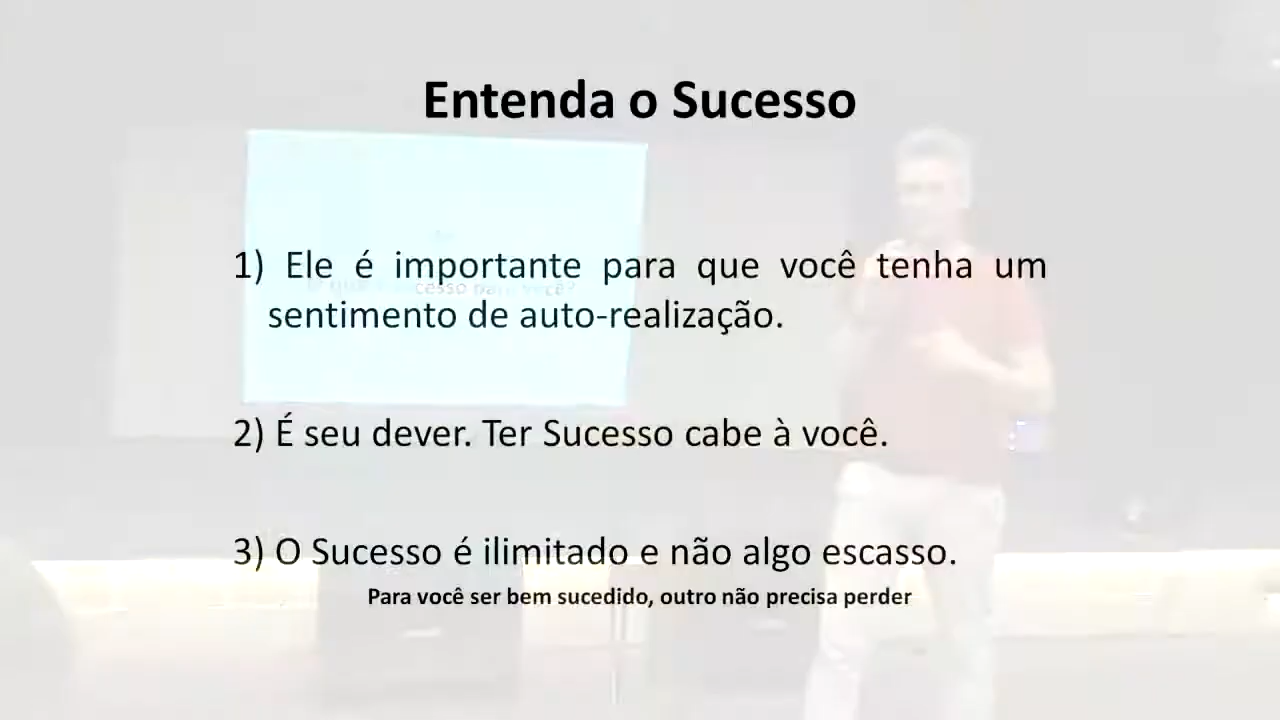 Entenda o Sucesso
1) Ele é importante para que você tenha um
sentimento de auto-realização.
2) É seu dever. Ter Sucesso cabe à você.
3) O Sucesso é ilimitado e não algo escasso.
Para você ser bem sucedido, outro não precisa perder